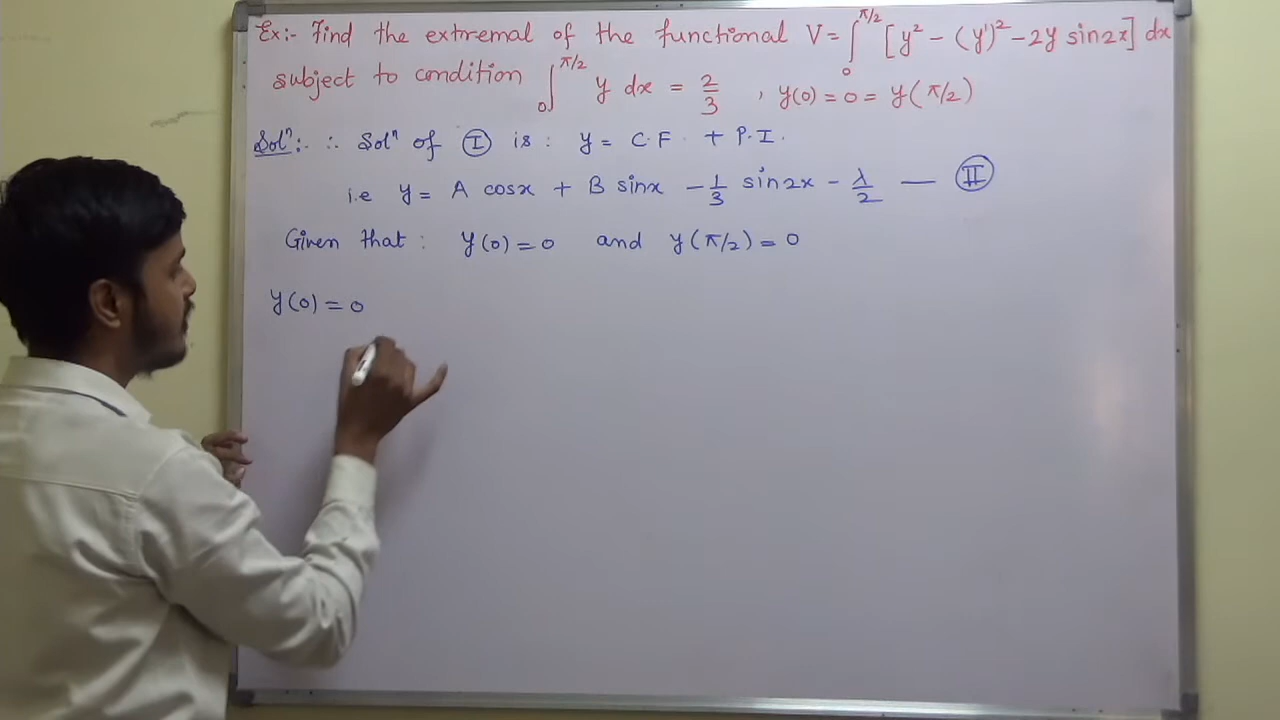 Ex:- Find the extremal of the functional V = ∫₀^π/2 [y² - (y')² - 2y sin2x] dx
subject to condition ∫₀^π/2 y dx = 2/3 , y(0) = 0 = y(π/2)
Solⁿ:- ∴ Solⁿ of Ⓘ is : y = C.F. + P.I.
i.e y = A cosx + B sinx - 1/3 sin2x - λ/2 — (II)
Given that : y(0) = 0 and y(π/2) = 0
y(0) = 0